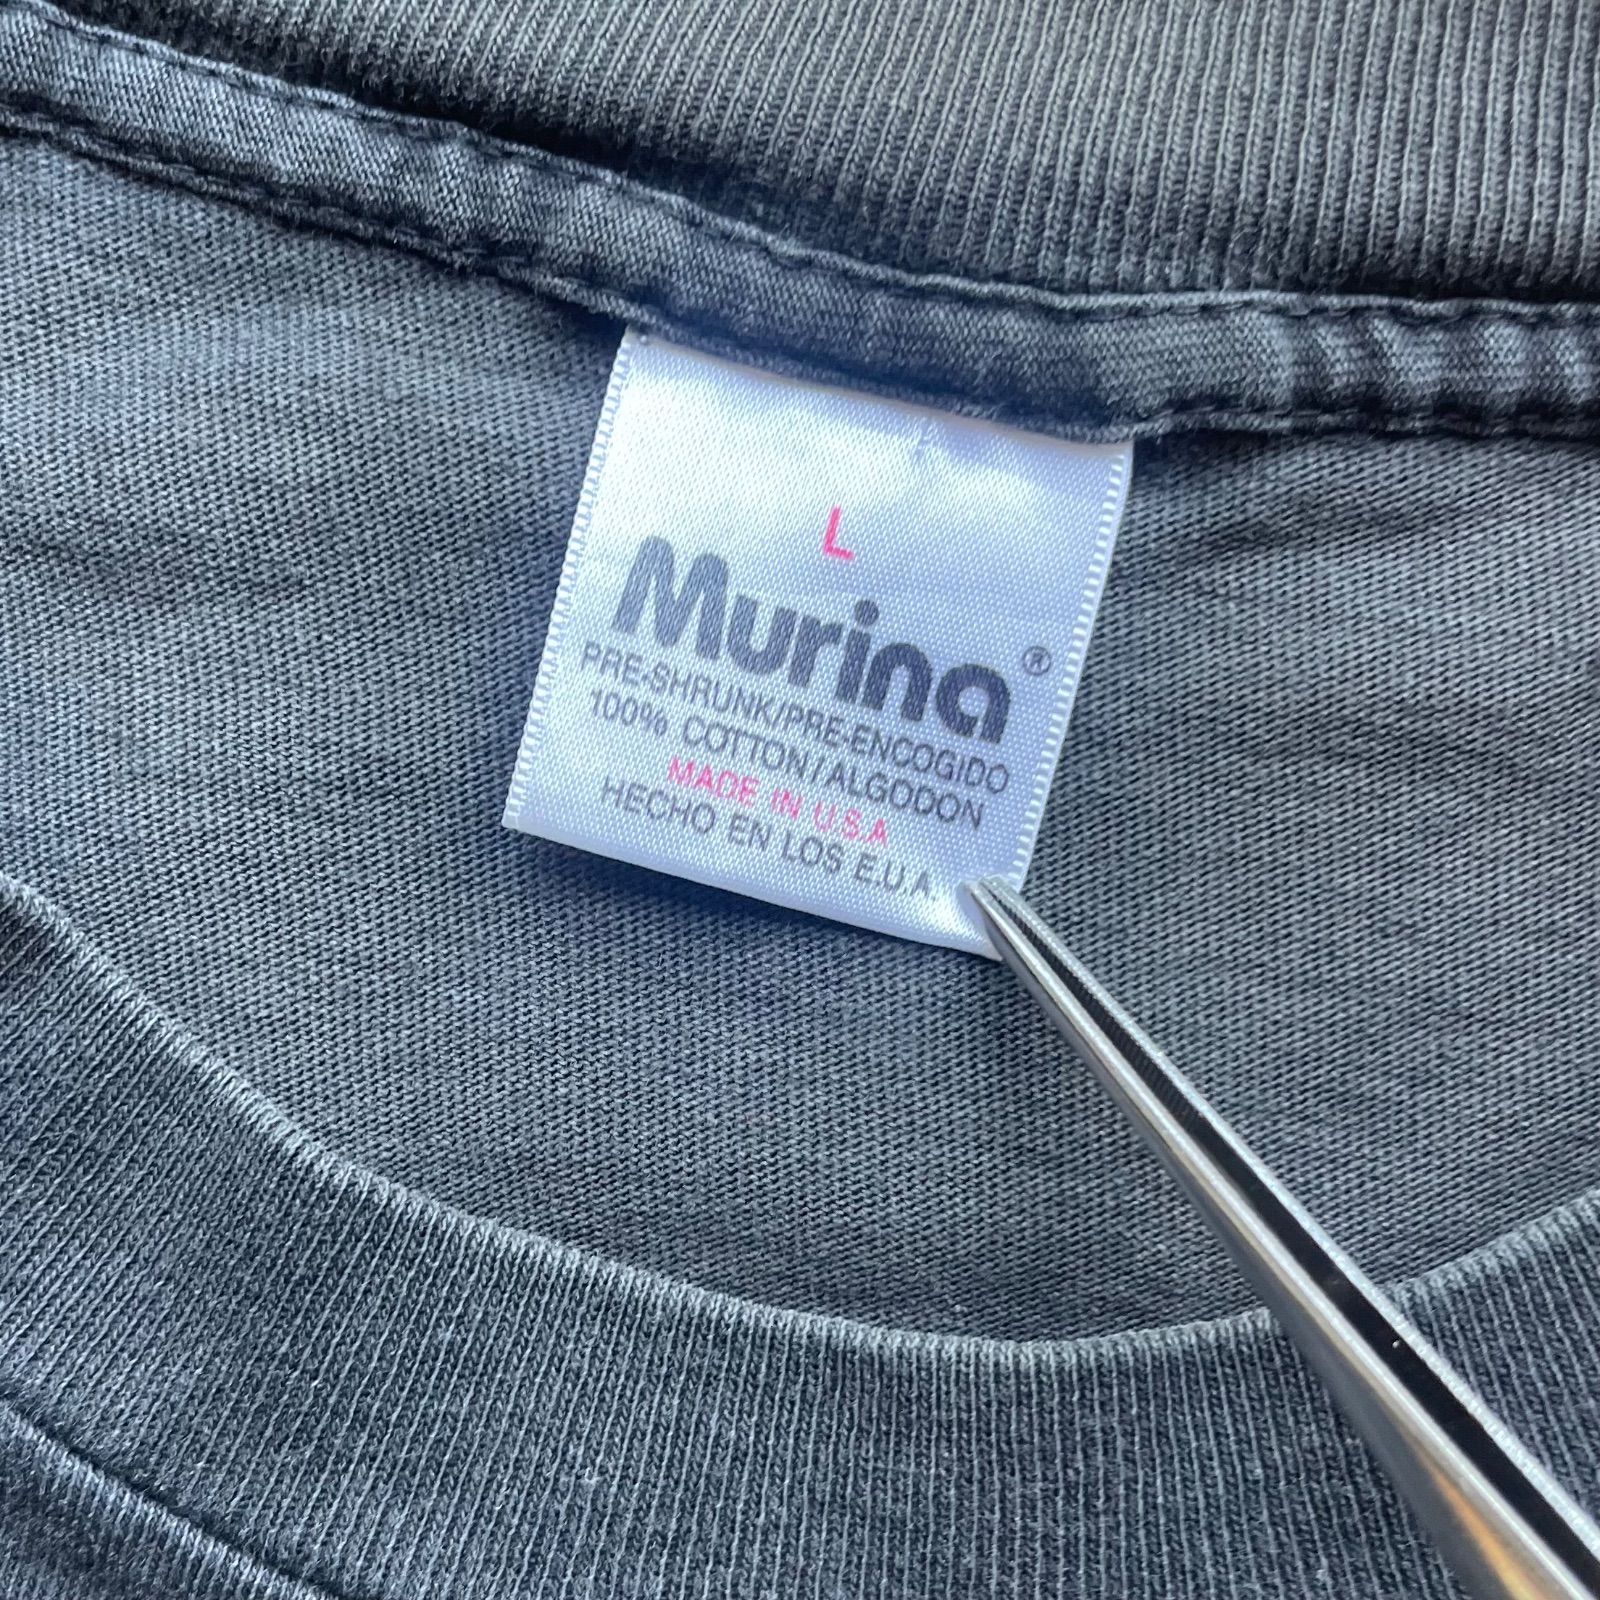 L
Murina®
PRE-SHRUNK/PRE-ENCOGIDO
100% COTTON/ALGODON
MADE IN U.S.A
HECHO EN LOS E.U.A.